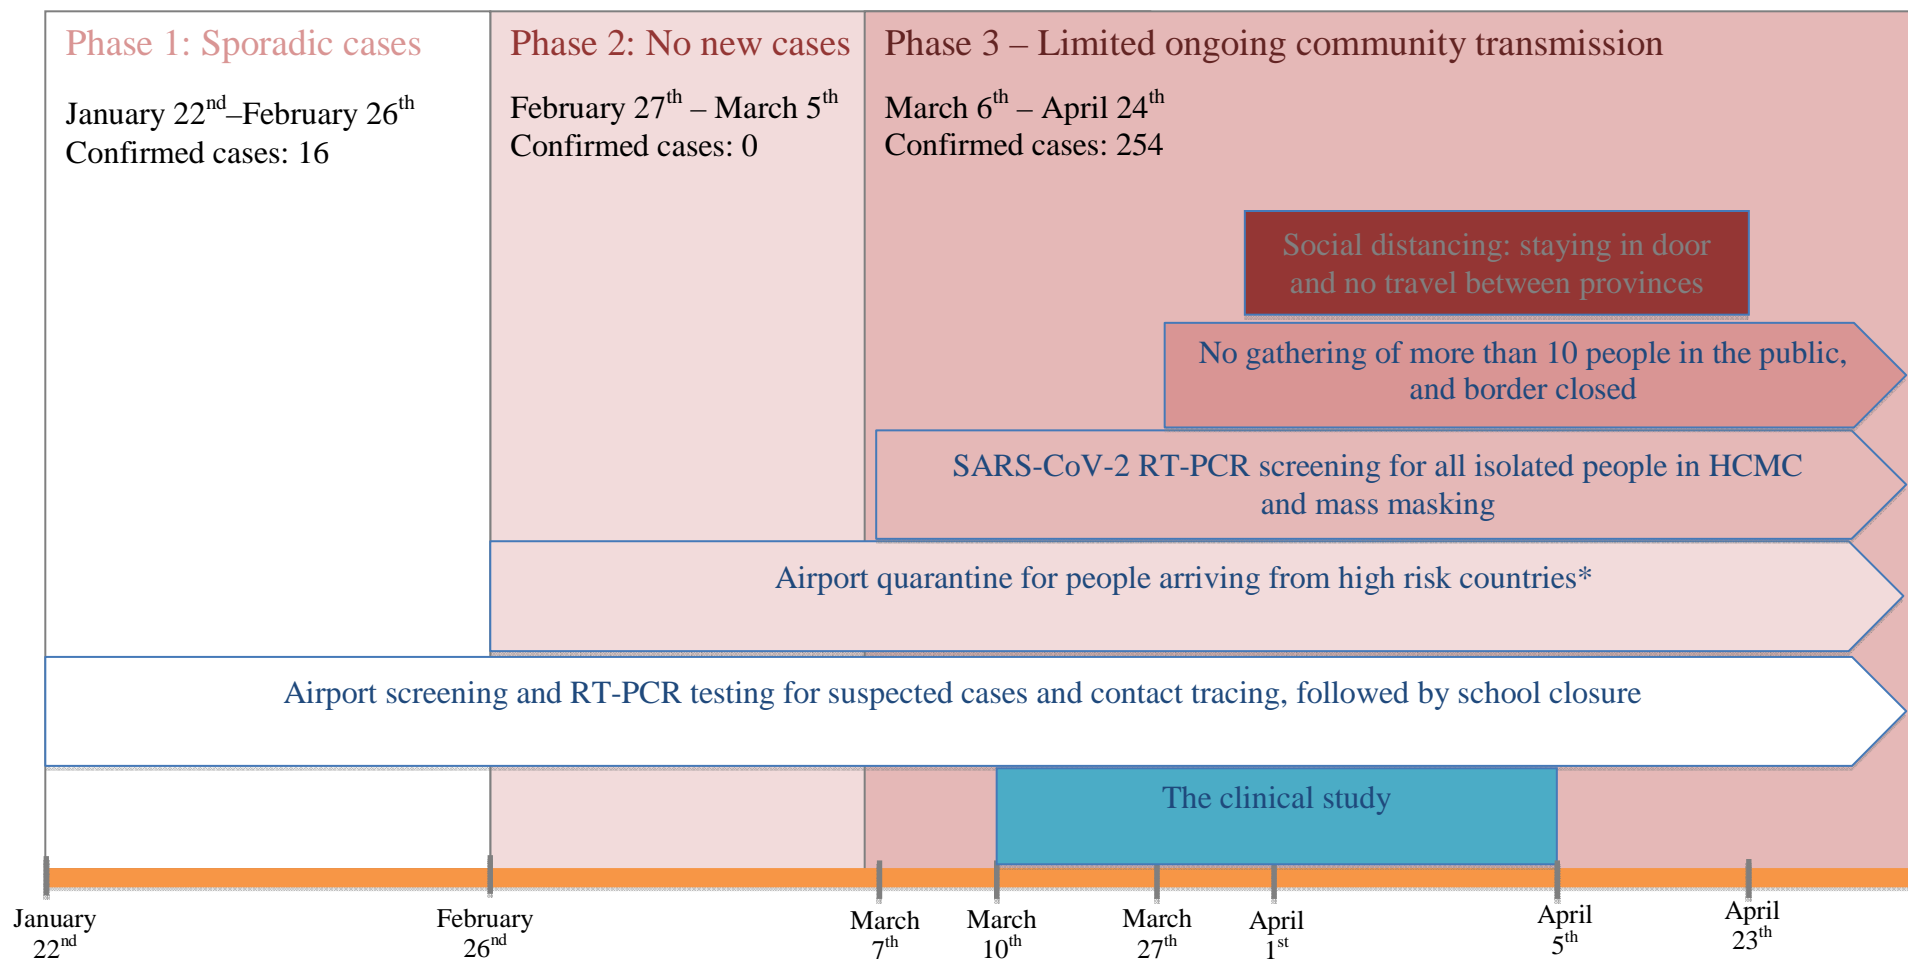 Phase 1: Sporadic cases
January 22nd–February 26th
Confirmed cases: 16
Phase 2: No new cases
February 27th – March 5th
Confirmed cases: 0
Phase 3 – Limited ongoing community transmission
March 6th – April 24th
Confirmed cases: 254
Social distancing: staying in door
and no travel between provinces
No gathering of more than 10 people in the public,
and border closed
SARS-CoV-2 RT-PCR screening for all isolated people in HCMC
and mass masking
Airport quarantine for people arriving from high risk countries*
Airport screening and RT-PCR testing for suspected cases and contact tracing, followed by school closure
The clinical study
January
22nd
February
26nd
March
7th
March
10th
March
27th
April
1st
April
5th
April
23th